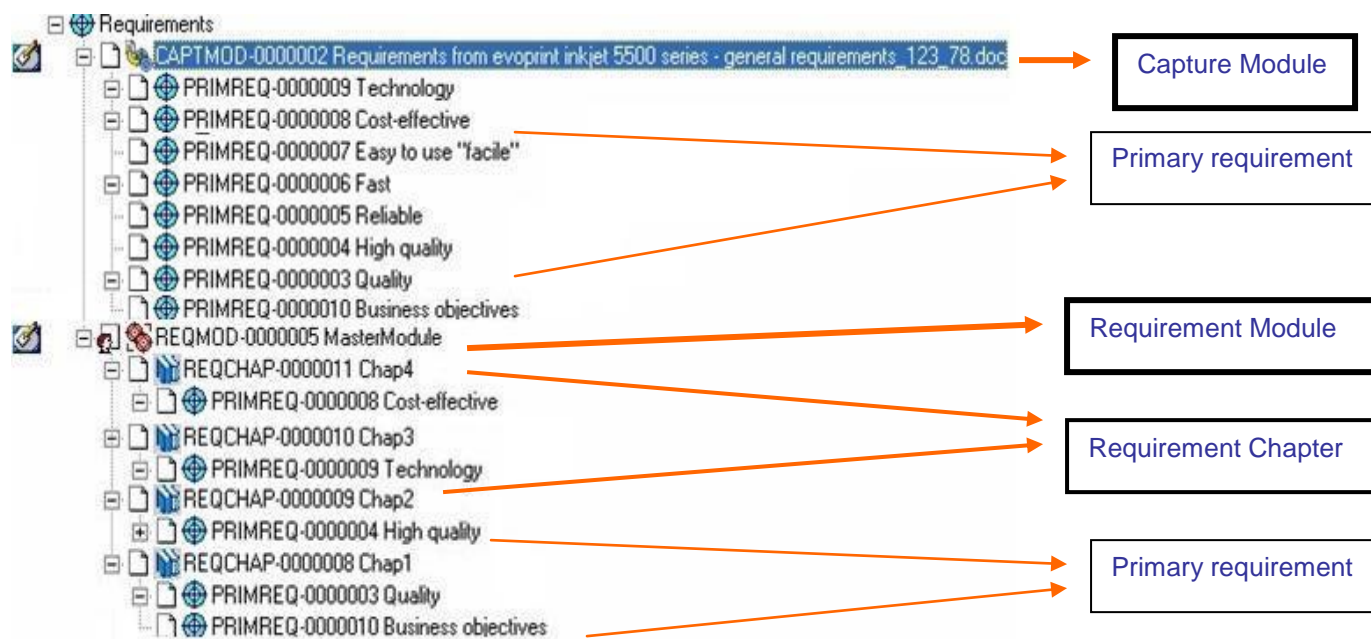 Requirements
CAPTMOD-0000002 Requirements from evoprint inkjet 5500 series - general requirements_123_78.doc
Capture Module
PRIMREQ-0000009 Technology
PRIMREQ-0000008 Cost-effective
PRIMREQ-0000007 Easy to use "facile"
Primary requirement
PRIMREQ-0000006 Fast
PRIMREQ-0000005 Reliable
PRIMREQ-0000004 High quality
PRIMREQ-0000003 Quality
PRIMREQ-0000010 Business objectives
REQMOD-0000005 MasterModule
Requirement Module
REQCHAP-0000011 Chap4
PRIMREQ-0000008 Cost-effective
REQCHAP-0000010 Chap3
Requirement Chapter
PRIMREQ-0000009 Technology
REQCHAP-0000009 Chap2
PRIMREQ-0000004 High quality
REQCHAP-0000008 Chap1
Primary requirement
PRIMREQ-0000003 Quality
PRIMREQ-0000010 Business objectives